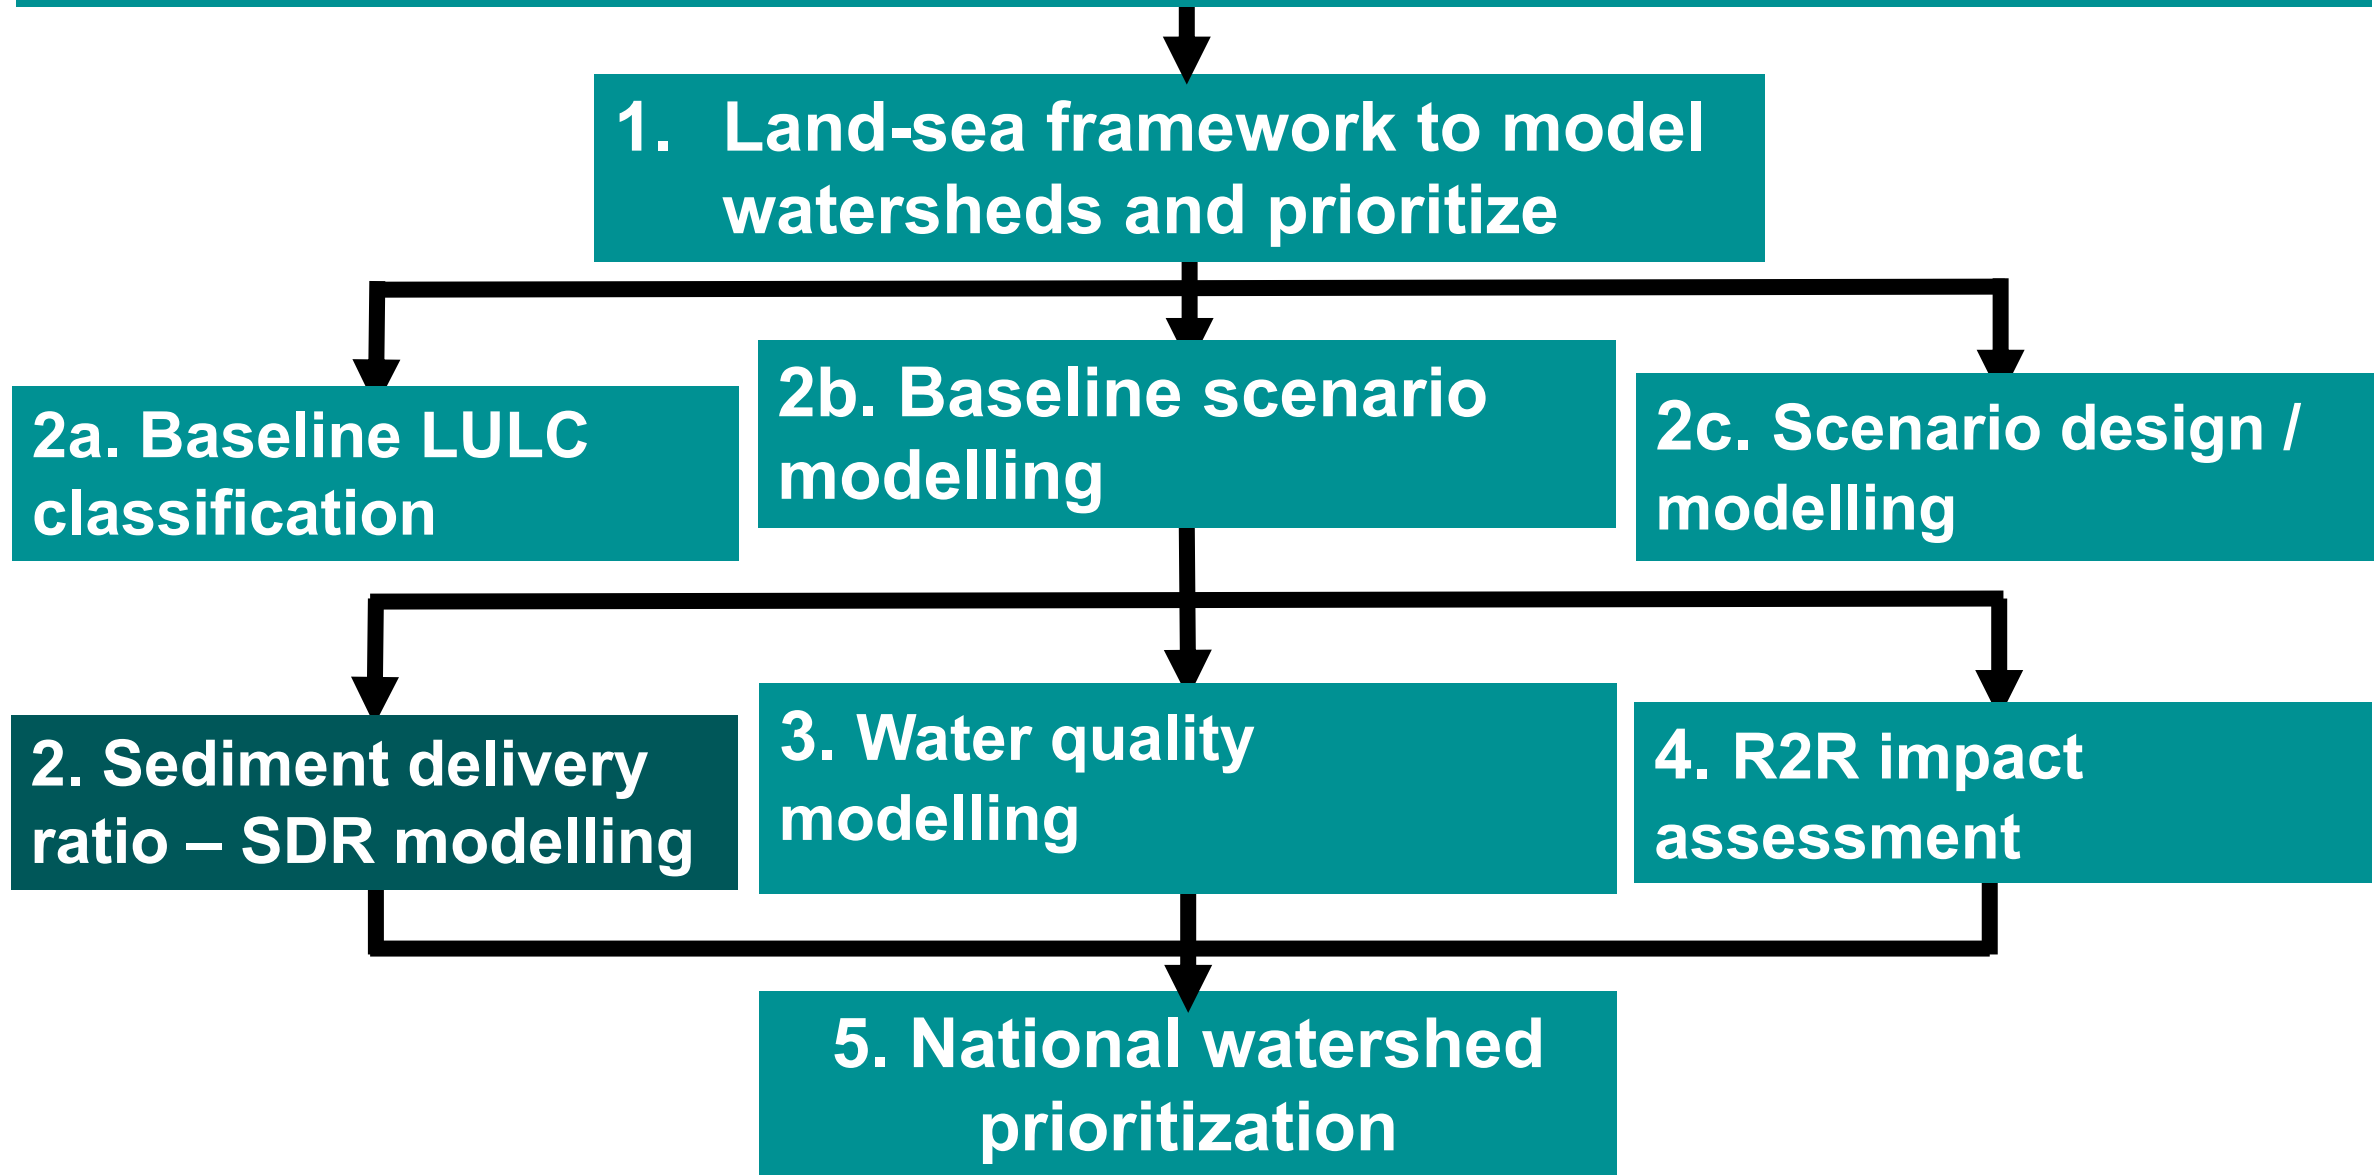 1. Land-sea framework to model
watersheds and prioritize
2a. Baseline LULC
classification
2b. Baseline scenario
modelling
2c. Scenario design /
modelling
2. Sediment delivery
ratio – SDR modelling
3. Water quality
modelling
4. R2R impact
assessment
5. National watershed
prioritization